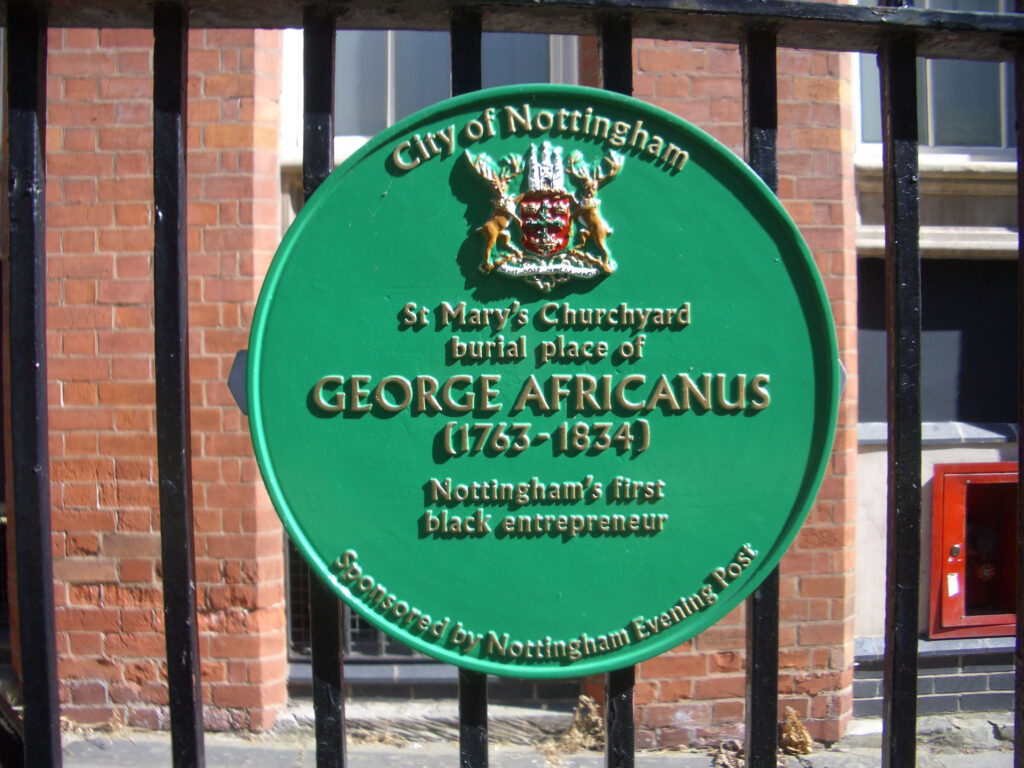 City of Nottingham
St Mary's Churchyard
burial place of
GEORGE AFRICANUS
(1763-1834)
Nottingham's first
black entrepreneur
Sponsored by Nottingham Evening Post